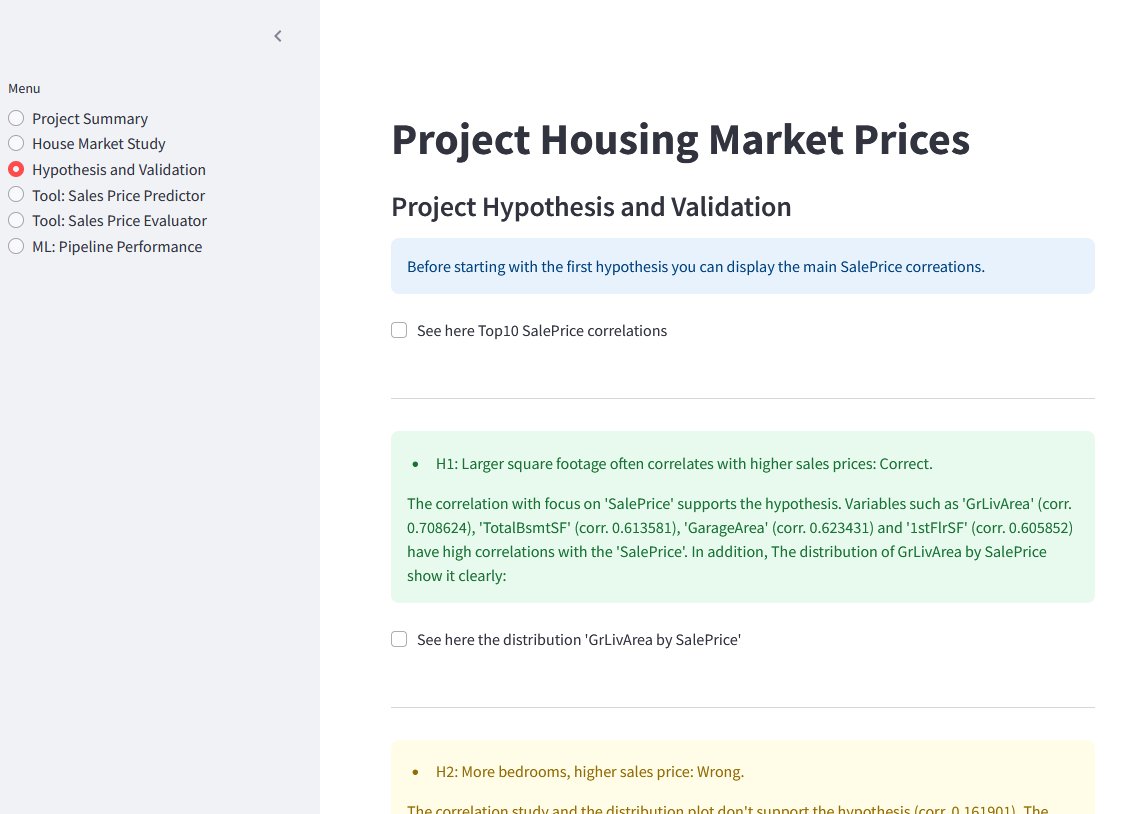 Menu
Project Summary
House Market Study
Hypothesis and Validation
Tool: Sales Price Predictor
Tool: Sales Price Evaluator
ML: Pipeline Performance
Project Housing Market Prices
Project Hypothesis and Validation
Before starting with the first hypothesis you can display the main SalePrice correations.
See here Top10 SalePrice correlations
• H1: Larger square footage often correlates with higher sales prices: Correct.
The correlation with focus on 'SalePrice' supports the hypothesis. Variables such as 'GrLivArea' (corr.
0.708624), 'TotalBsmtSF' (corr. 0.613581), 'GarageArea' (corr. 0.623431) and '1stFlrSF' (corr. 0.605852)
have high correlations with the 'SalePrice'. In addition, The distribution of GrLivArea by SalePrice
show it clearly:
See here the distribution 'GrLivArea by SalePrice'
• H2: More bedrooms, higher sales price: Wrong.
The correlation study and the distribution plot don't support the hypothesis (corr. 0.161901). The